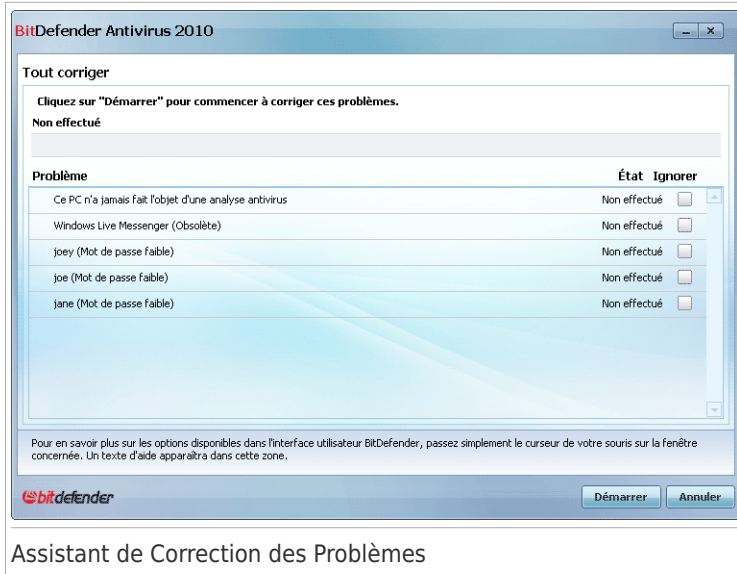 BitDefender Antivirus 2010
Tout corriger
Cliquez sur "Démarrer" pour commencer à corriger ces problèmes.
Non effectué
Problème État Ignorer
Ce PC n'a jamais fait l'objet d'une analyse antivirus Non effectué
Windows Live Messenger (Obsolète) Non effectué
joey (Mot de passe faible) Non effectué
joe (Mot de passe faible) Non effectué
jane (Mot de passe faible) Non effectué
Pour en savoir plus sur les options disponibles dans l'interface utilisateur BitDefender, passez simplement le curseur de votre souris sur la fenêtre
concernée. Un texte d'aide apparaîtra dans cette zone.
bitdefender Démarrer Annuler
Assistant de Correction des Problèmes